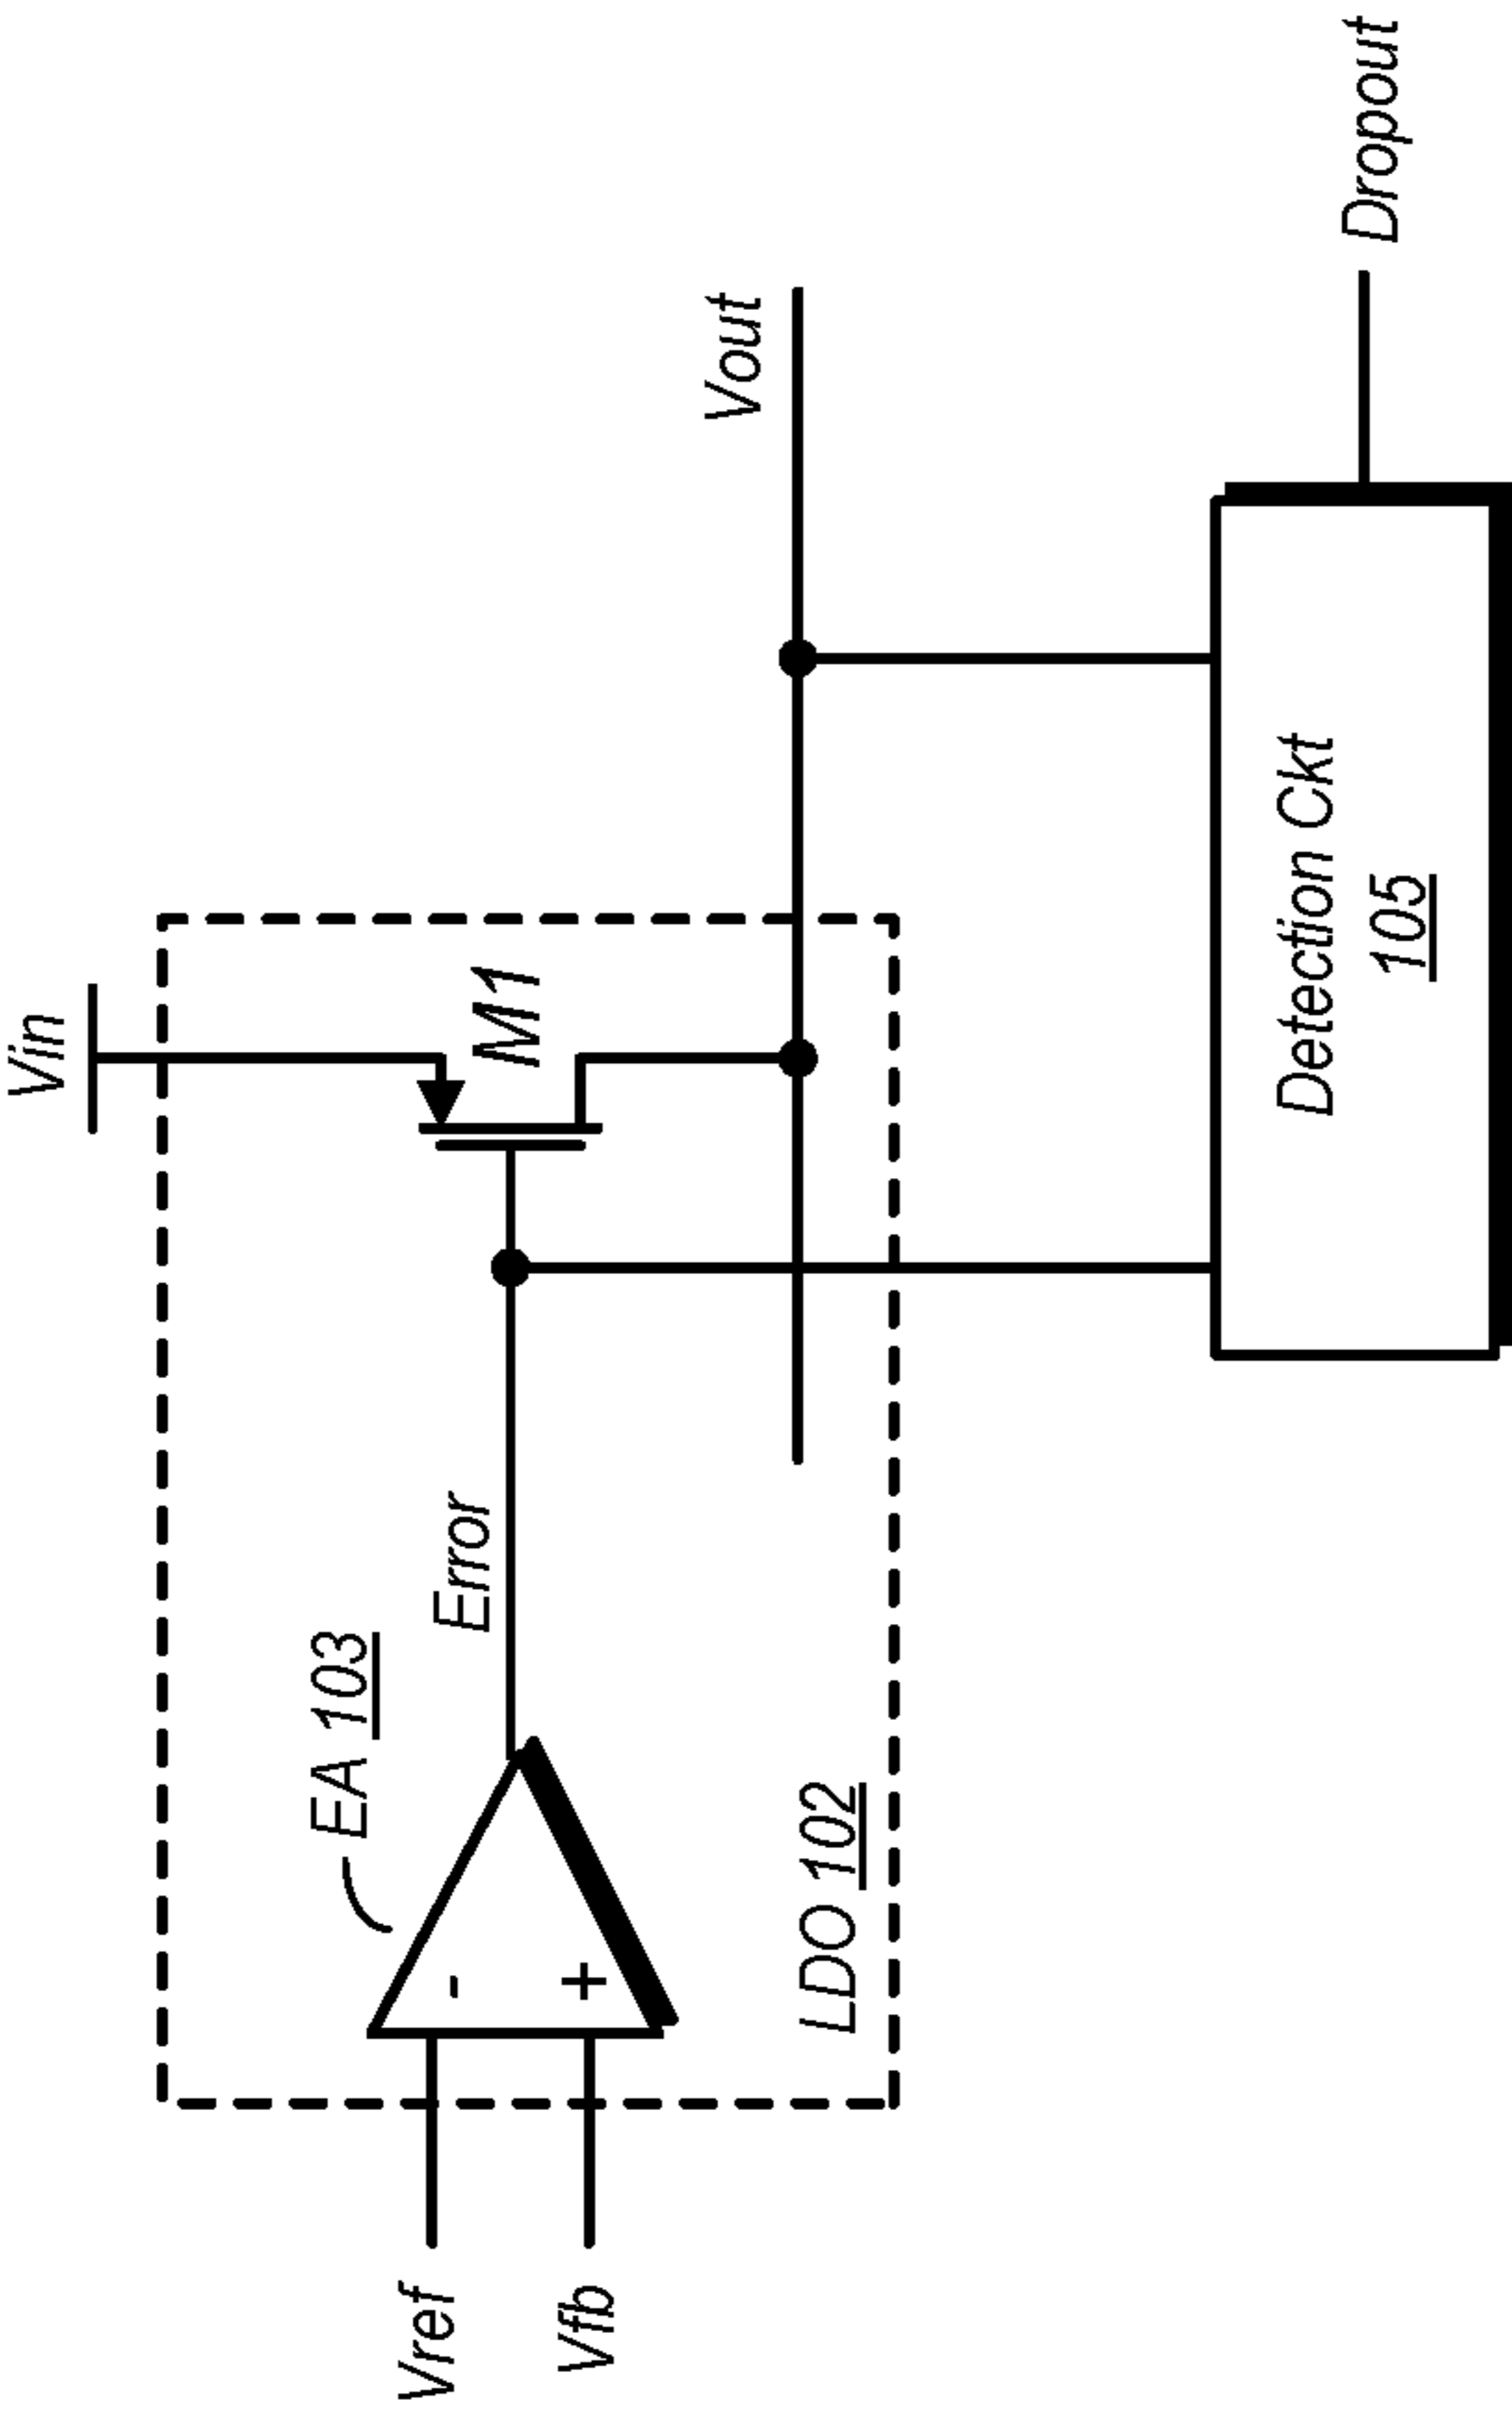 Vin
M1
Vout
EA 103
Error
Vref
Vfb
-
+
LDO 102
Detection Ckt
105
Dropout